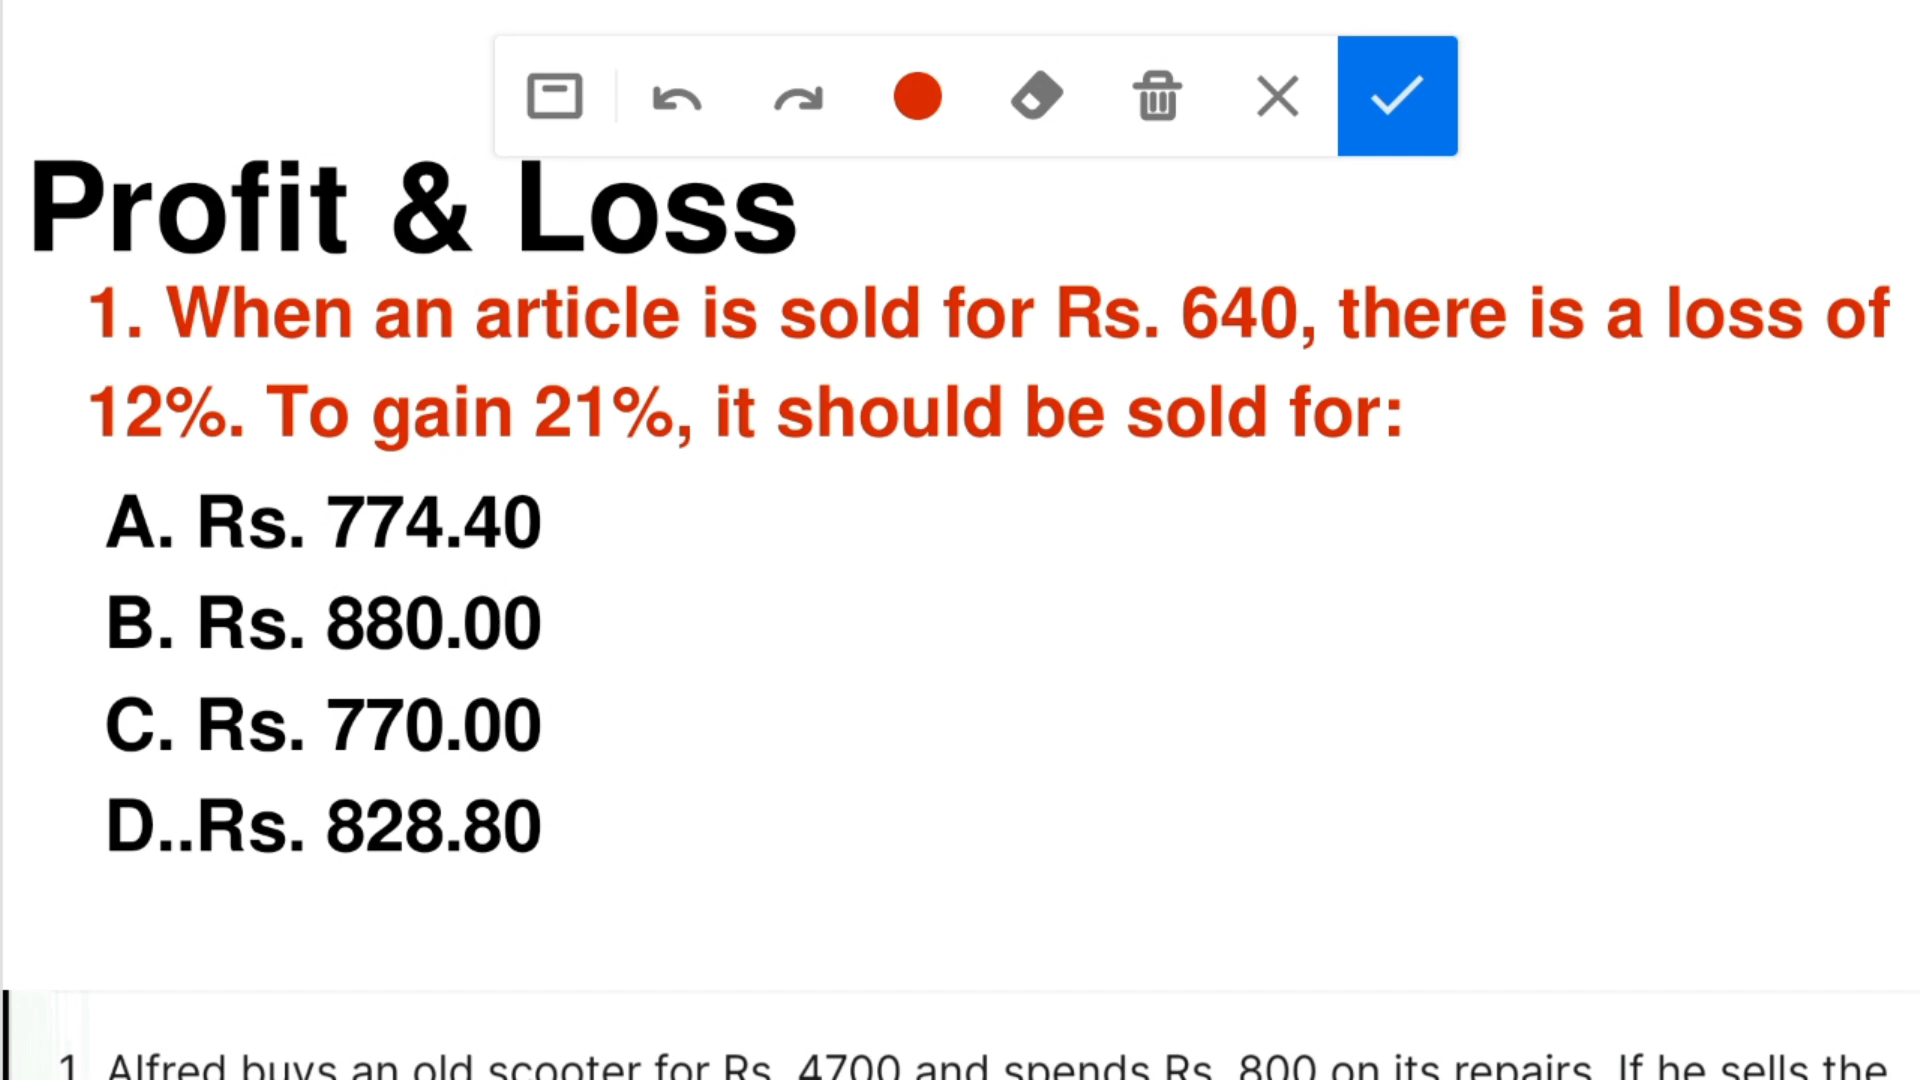 Profit & Loss
1. When an article is sold for Rs. 640, there is a loss of
12%. To gain 21%, it should be sold for:
A. Rs. 774.40
B. Rs. 880.00
C. Rs. 770.00
D..Rs. 828.80
1. Alfred buys an old scooter for Rs. 4700 and spends Rs. 800 on its repairs. If he sells the